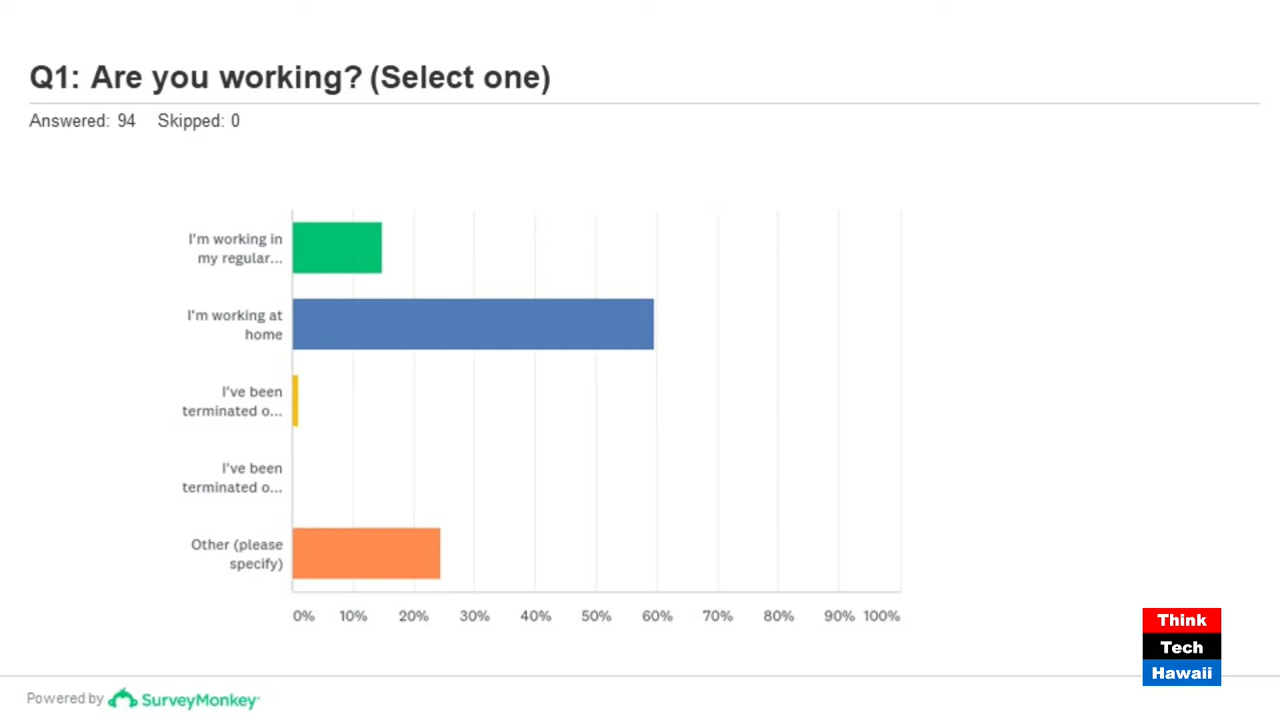 Q1: Are you working? (Select one)
Answered: 94 Skipped: 0
I'm working in
my regular...
I'm working at
home
I've been
terminated o...
I've been
terminated o...
Other (please
specify)
0% 10% 20% 30% 40% 50% 60% 70% 80% 90% 100%
Think
Tech
Hawaii
Powered by SurveyMonkey